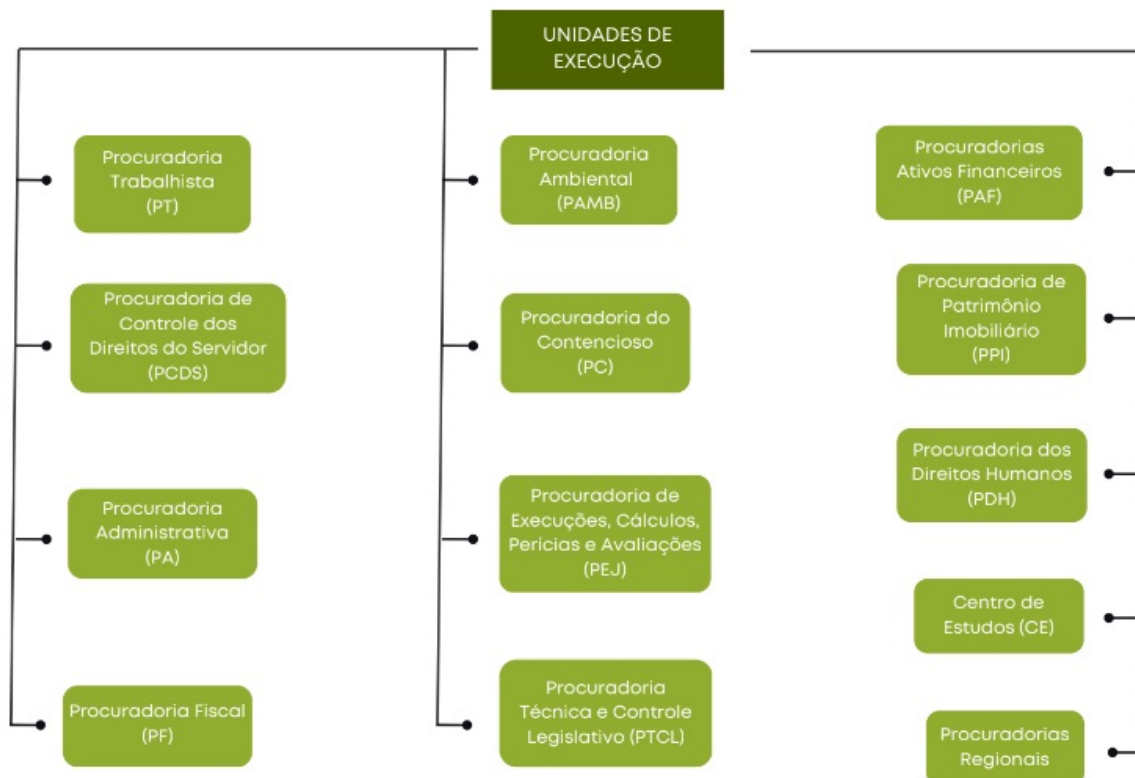 UNIDADES DE
EXECUÇÃO
Procuradoria
Trabalhista
(PT)
Procuradoria de
Controle dos
Direitos do Servidor
(PCDS)
Procuradoria
Administrativa
(PA)
Procuradoria Fiscal
(PF)
Procuradoria
Ambiental
(PAMB)
Procuradoria do
Contencioso
(PC)
Procuradoria de
Execuções, Cálculos,
Perícias e Avaliações
(PEJ)
Procuradoria
Técnica e Controle
Legislativo (PTCL)
Procuradorias
Ativos Financeiros
(PAF)
Procuradoria de
Patrimônio
Imobiliário
(PPI)
Procuradoria dos
Direitos Humanos
(PDH)
Centro de
Estudos (CE)
Procuradorias
Regionais